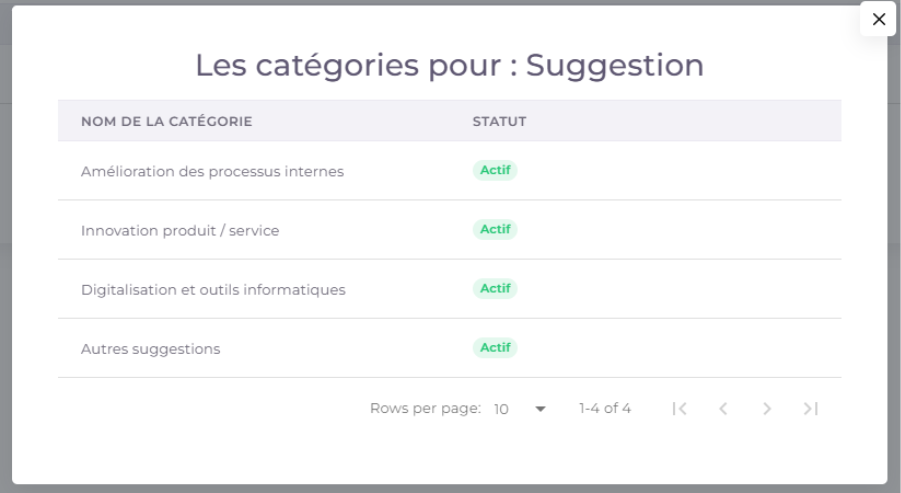 Les catégories pour : Suggestion
NOM DE LA CATÉGORIE STATUT
Amélioration des processus internes Actif
Innovation produit / service Actif
Digitalisation et outils informatiques Actif
Autres suggestions Actif
Rows per page: 10 1-4 of 4